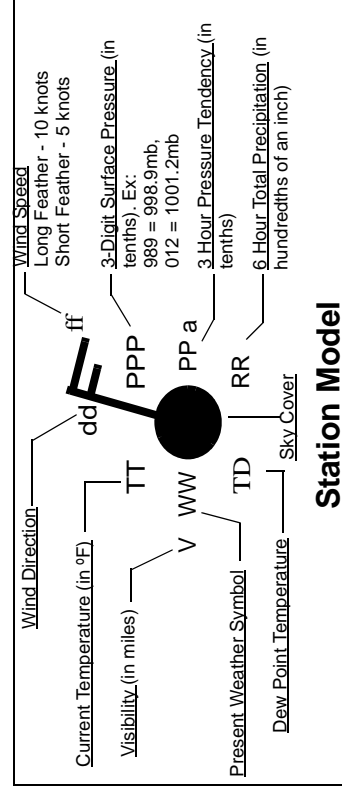 Wind Direction
Wind Speed
Long Feather - 10 knots
Short Feather - 5 knots
dd
ff
Current Temperature (in ºF)
TT
PPP
3-Digit Surface Pressure (in
tenths). Ex:
989 = 998.9mb,
012 = 1001.2mb
Visibility (in miles)
V
WW
PP a
3 Hour Pressure Tendency (in
tenths)
Present Weather Symbol
TD
RR
6 Hour Total Precipitation (in
hundredths of an inch)
Dew Point Temperature
Sky Cover
Station Model